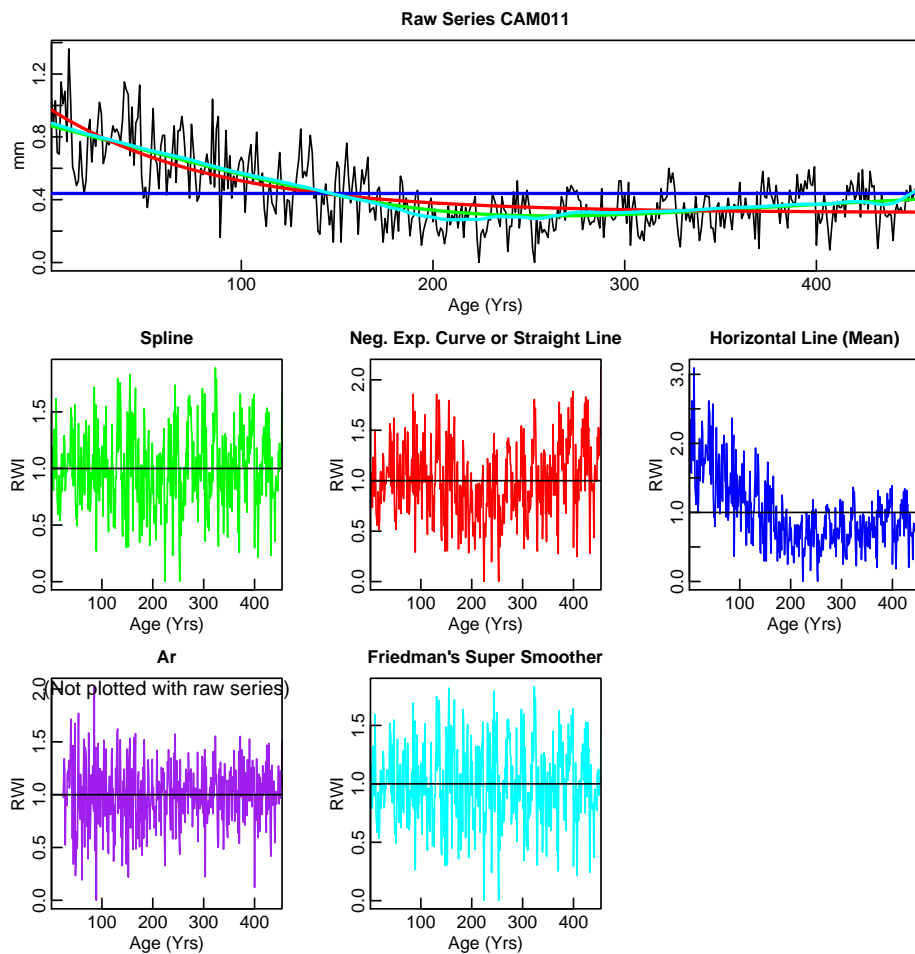 Raw Series CAM011
mm
0.0 0.4 0.8 1.2
100 200 300 400
Age (Yrs)
Spline
RWI
0.0 0.5 1.0 1.5
100 200 300 400
Age (Yrs)
Neg. Exp. Curve or Straight Line
RWI
0.0 0.5 1.0 1.5 2.0
100 200 300 400
Age (Yrs)
Horizontal Line (Mean)
RWI
0.0 1.0 2.0 3.0
100 200 300 400
Age (Yrs)
Ar
(Not plotted with raw series)
RWI
0.0 0.5 1.0 1.5 2.0
100 200 300 400
Age (Yrs)
Friedman's Super Smoother
RWI
0.0 0.5 1.0 1.5
100 200 300 400
Age (Yrs)